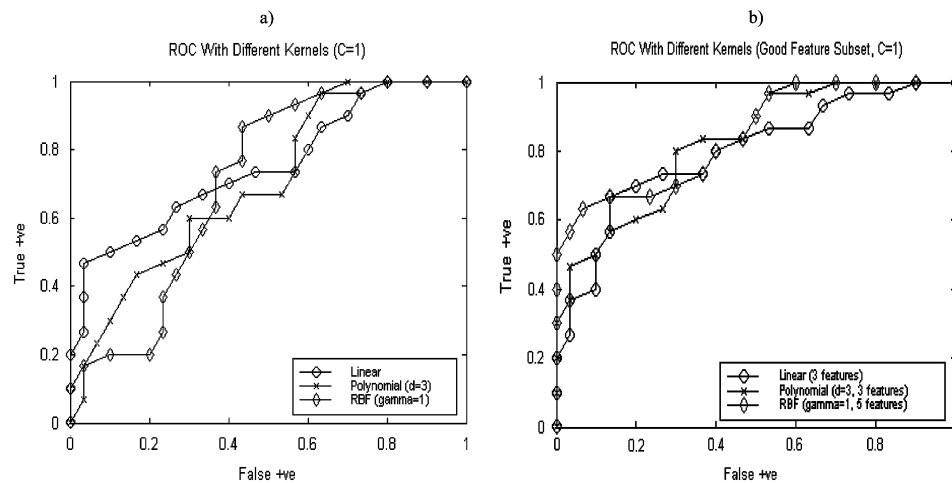 a)
ROC With Different Kernels (C=1)
1
0.8
0.6
0.4
0.2
0
True +ve
0
0.2
0.4
0.6
0.8
1
False +ve
Linear
Polynomial (d=3)
RBF (gamma=1)
b)
ROC With Different Kernels (Good Feature Subset, C=1)
1
0.8
0.6
0.4
0.2
0
True +ve
0
0.2
0.4
0.6
0.8
False +ve
Linear (3 features)
Polynomial (d=3, 3 features)
RBF (gamma=1, 5 features)